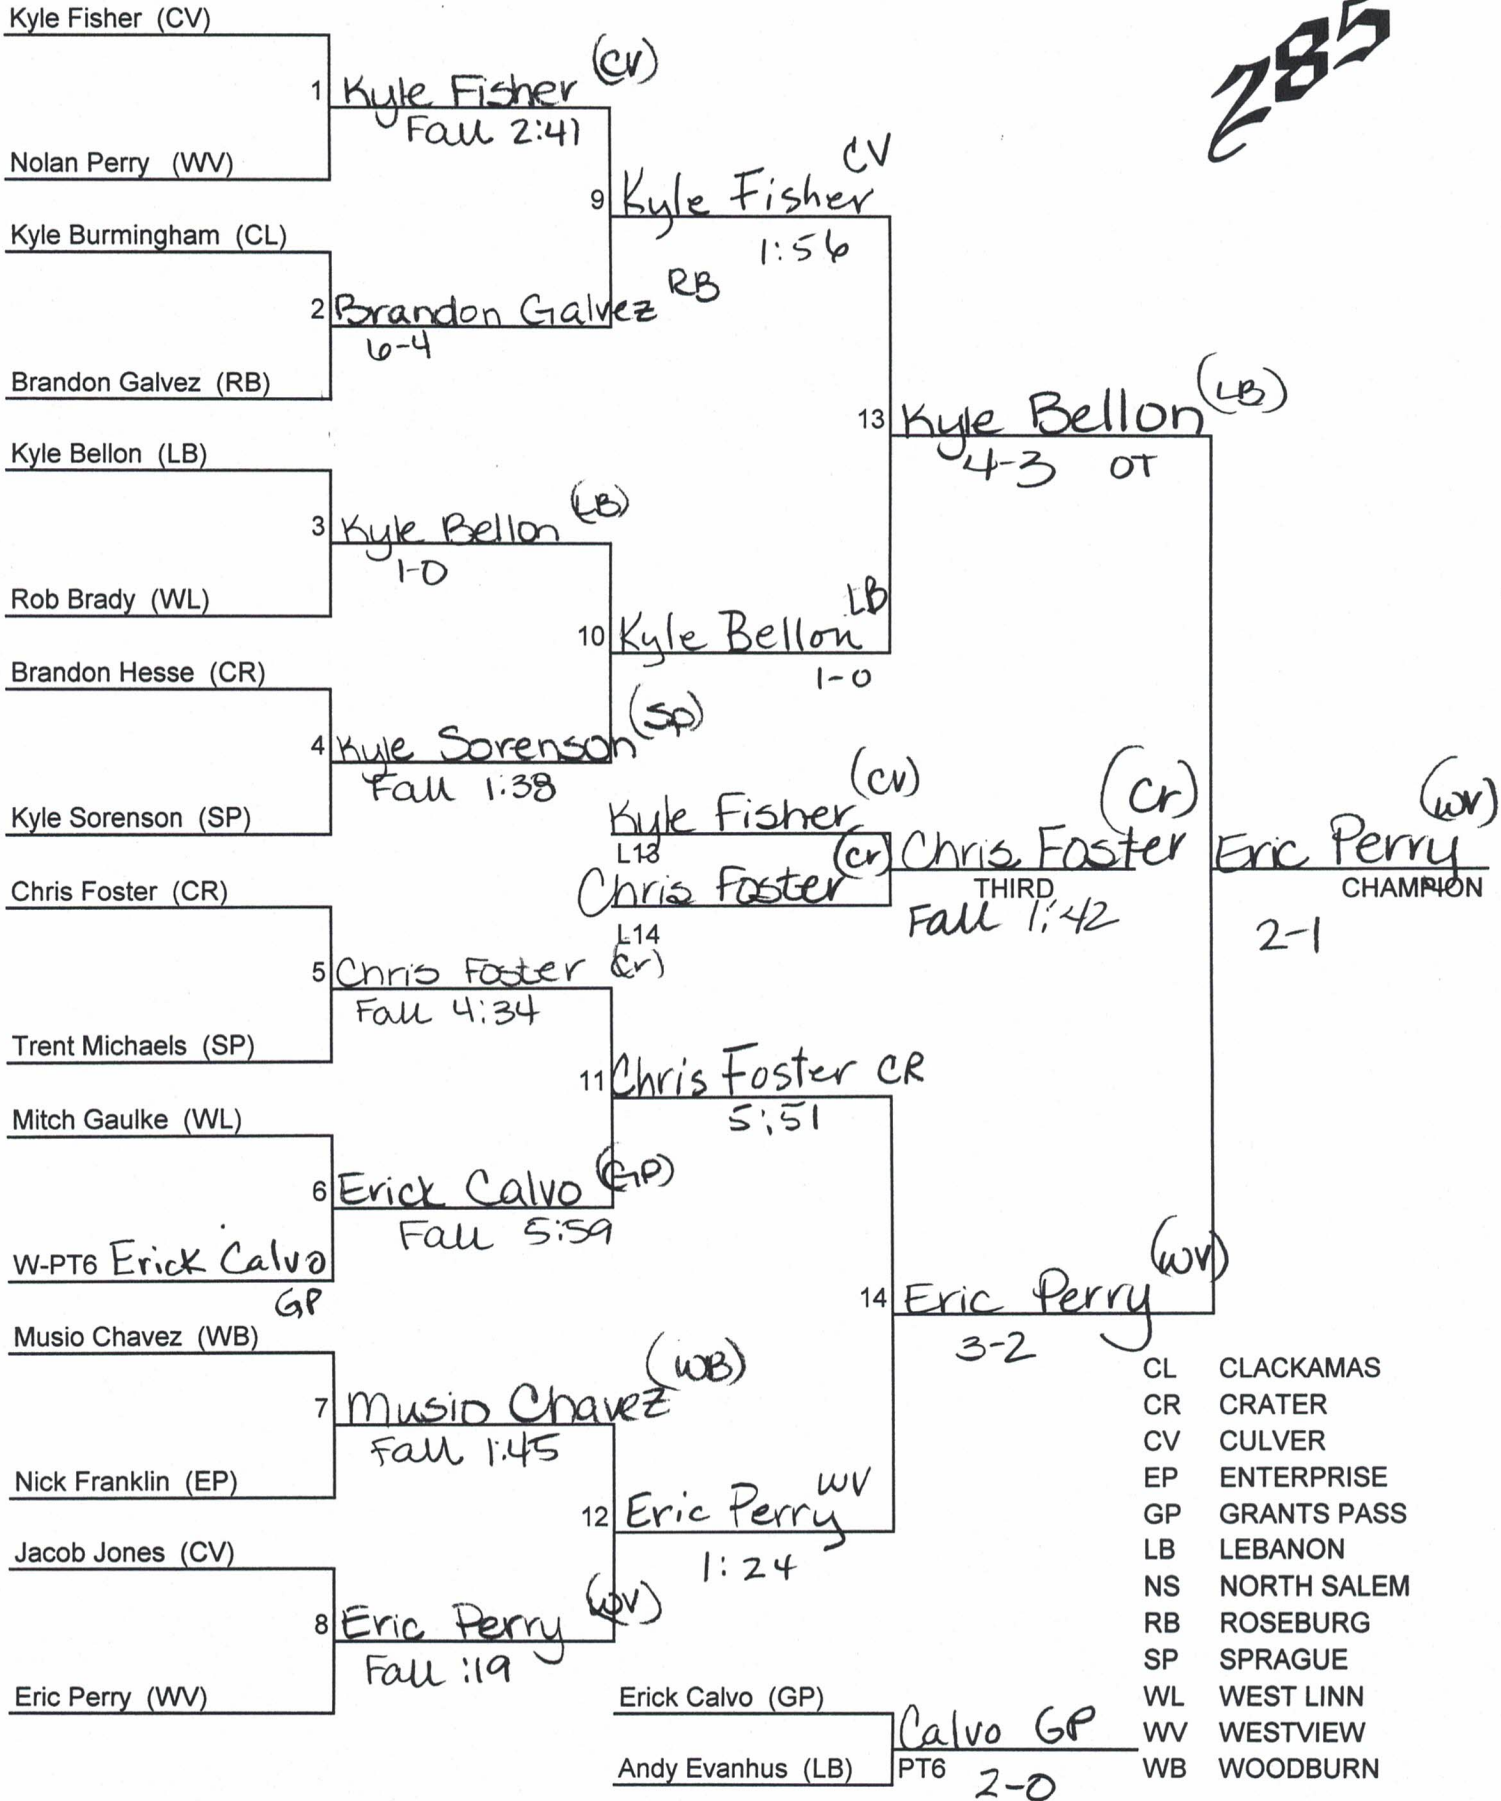 285
Kyle Fisher (CV)
1 Kyle Fisher (CV)
Fall 2:41
Nolan Perry (WV)
9 Kyle Fisher CV
1:56
Kyle Burmingham (CL)
2 Brandon Galvez RB
6-4
Brandon Galvez (RB)
13 Kyle Bellon (LB)
4-3 OT
Kyle Bellon (LB)
3 Kyle Bellon (LB)
1-0
Rob Brady (WL)
10 Kyle Bellon LB
1-0
Brandon Hesse (CR)
4 Kyle Sorenson (SP)
Fall 1:38
Kyle Sorenson (SP)
Kyle Fisher (CV)
L13
Chris Foster (Cr)
L14
Chris Foster (Cr)
THIRD
Fall 1:42
Eric Perry (WV)
CHAMPION
2-1
Chris Foster (CR)
5 Chris Foster (Cr)
Fall 4:34
Trent Michaels (SP)
11 Chris Foster CR
5:51
Mitch Gaulke (WL)
6 Erick Calvo (GP)
Fall 5:59
W-PT6 Erick Calvo
GP
14 Eric Perry (WV)
3-2
Musio Chavez (WB)
7 Musio Chavez (WB)
Fall 1:45
Nick Franklin (EP)
12 Eric Perry WV
1:24
Jacob Jones (CV)
8 Eric Perry (WV)
Fall :19
Eric Perry (WV)
Erick Calvo (GP)
Calvo GP
Andy Evanhus (LB)
PT6 2-0
CL CLACKAMAS
CR CRATER
CV CULVER
EP ENTERPRISE
GP GRANTS PASS
LB LEBANON
NS NORTH SALEM
RB ROSEBURG
SP SPRAGUE
WL WEST LINN
WV WESTVIEW
WB WOODBURN